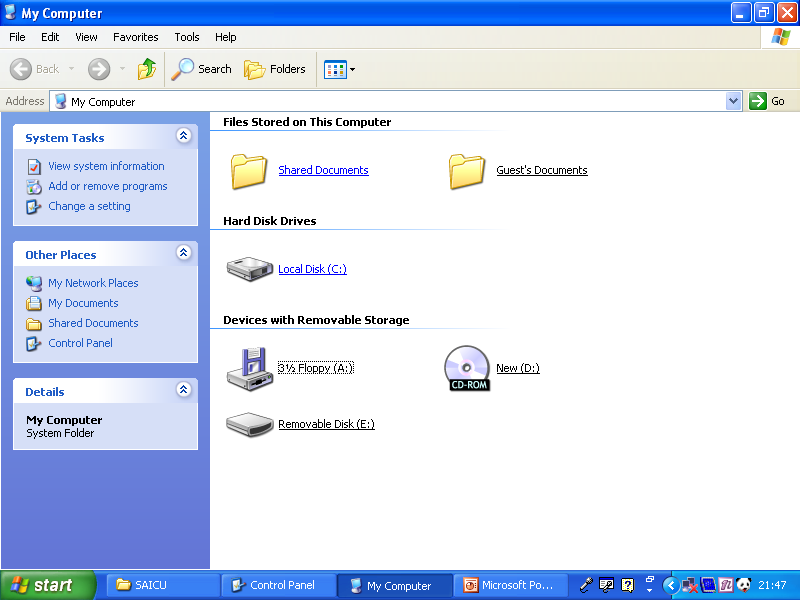 My Computer
File Edit View Favorites Tools Help
Back Search Folders
Address My Computer Go
System Tasks
View system information
Add or remove programs
Change a setting
Other Places
My Network Places
My Documents
Shared Documents
Control Panel
Details
My Computer
System Folder
Files Stored on This Computer
Shared Documents Guest's Documents
Hard Disk Drives
Local Disk (C:)
Devices with Removable Storage
3½ Floppy (A:) New (D:)
CD-ROM
Removable Disk (E:)
start SAICU Control Panel My Computer Microsoft Po... 21:47